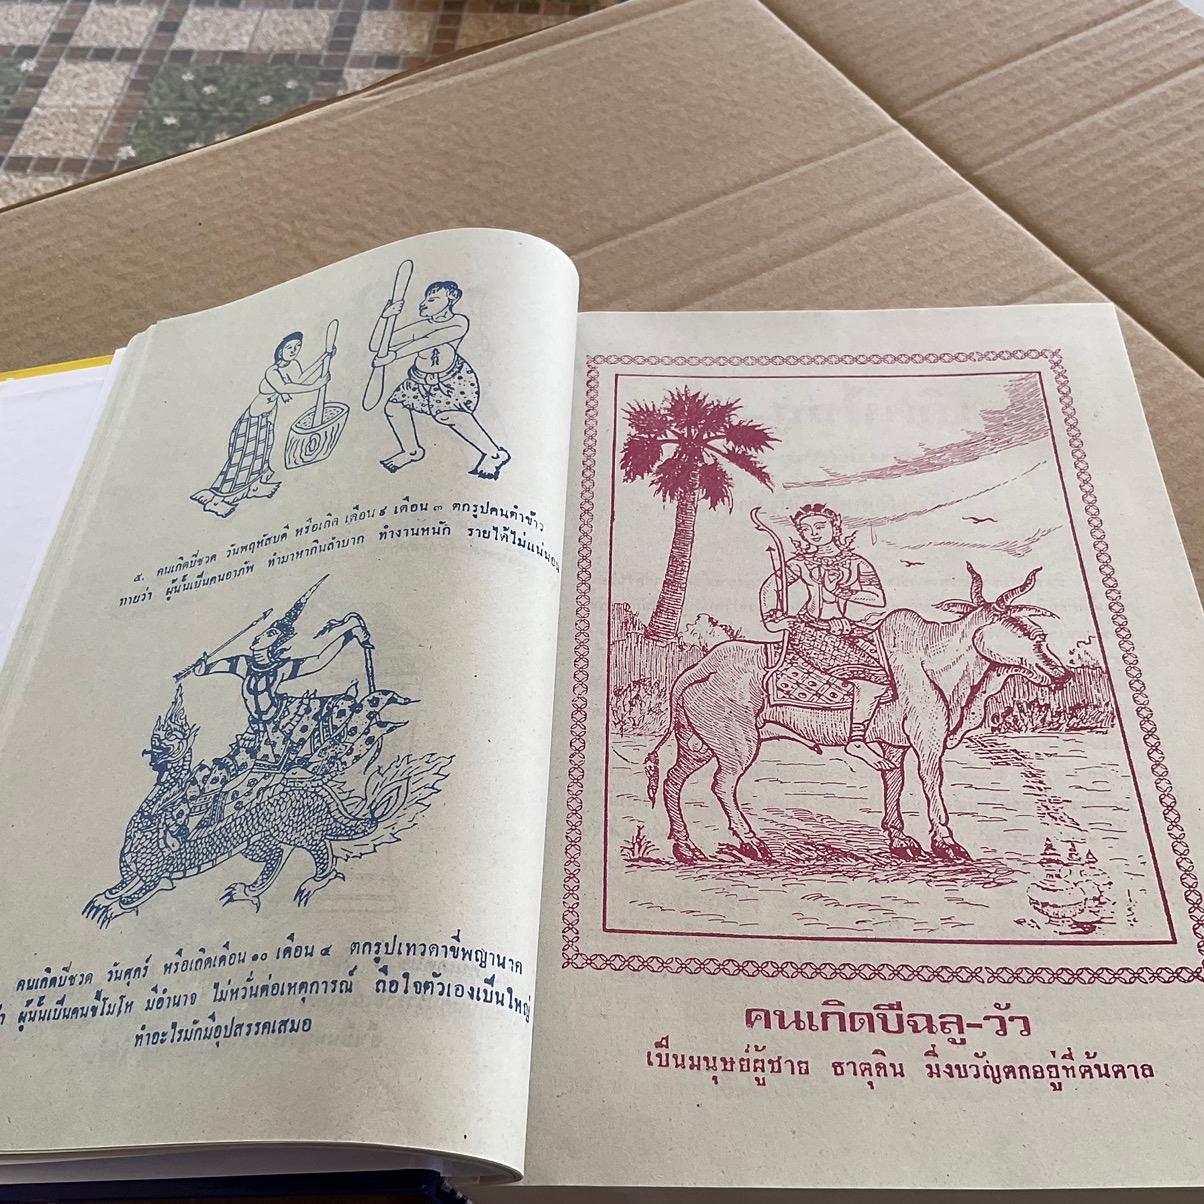 ๕. คนเกิดปีชวด วันพฤหัสบดี หรือเกิด เดือน ๙ เดือน ๓ ตกรูปคนตำข้าว
ทายว่า ผู้นั้นเป็นคนอาภัพ ทำมาหากินลำบาก ทำงานหนัก รายได้ไม่แน่นอน
คนเกิดปีชวด วันศุกร์ หรือเกิดเดือน ๑๐ เดือน ๔ ตกรูปเทวดาขี่พญานาค
ผู้นั้นเป็นคนขี้โมโห มีอำนาจ ไม่หวั่นต่อเหตุการณ์ ถือใจตัวเองเป็นใหญ่
ทำอะไรมักมีอุปสรรคเสมอ
คนเกิดปีฉลู-วัว
เป็นมนุษย์ผู้ชาย ธาตุดิน มิ่งขวัญตกอยู่ที่ต้นตาล